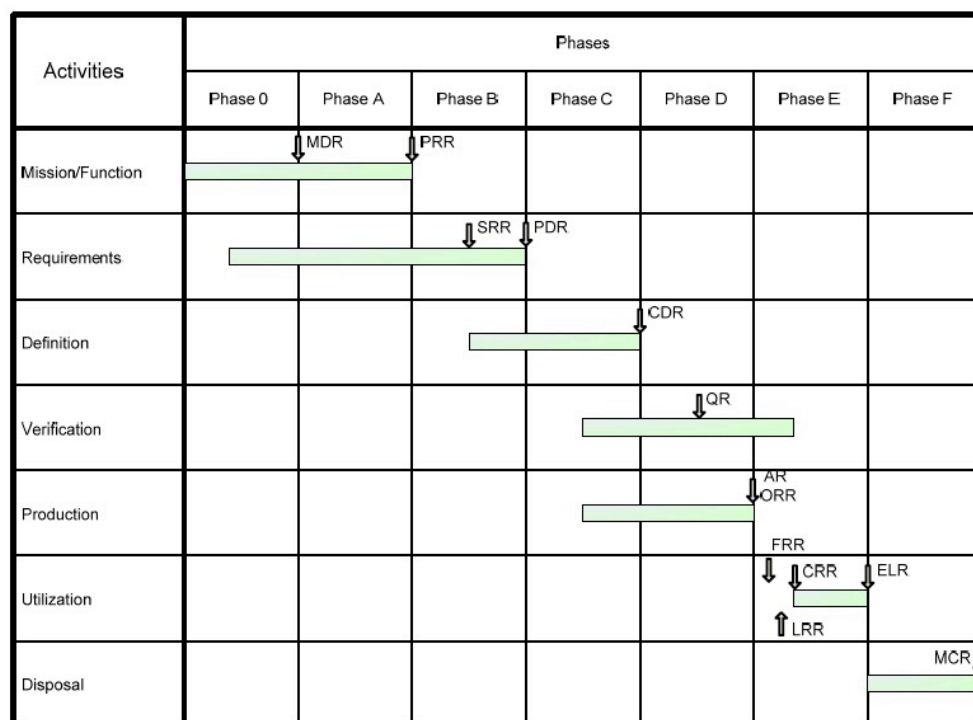 Activities
Phases
Phase 0
Phase A
Phase B
Phase C
Phase D
Phase E
Phase F
Mission/Function
MDR
PRR
Requirements
SRR
PDR
Definition
CDR
Verification
QR
Production
AR
ORR
Utilization
FRR
CRR
ELR
LRR
Disposal
MCR